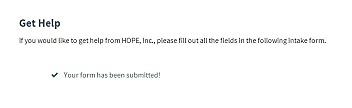 Get Help
If you would like to get help from HOPE, Inc., please fill out all the fields in the following intake form.
Your form has been submitted!